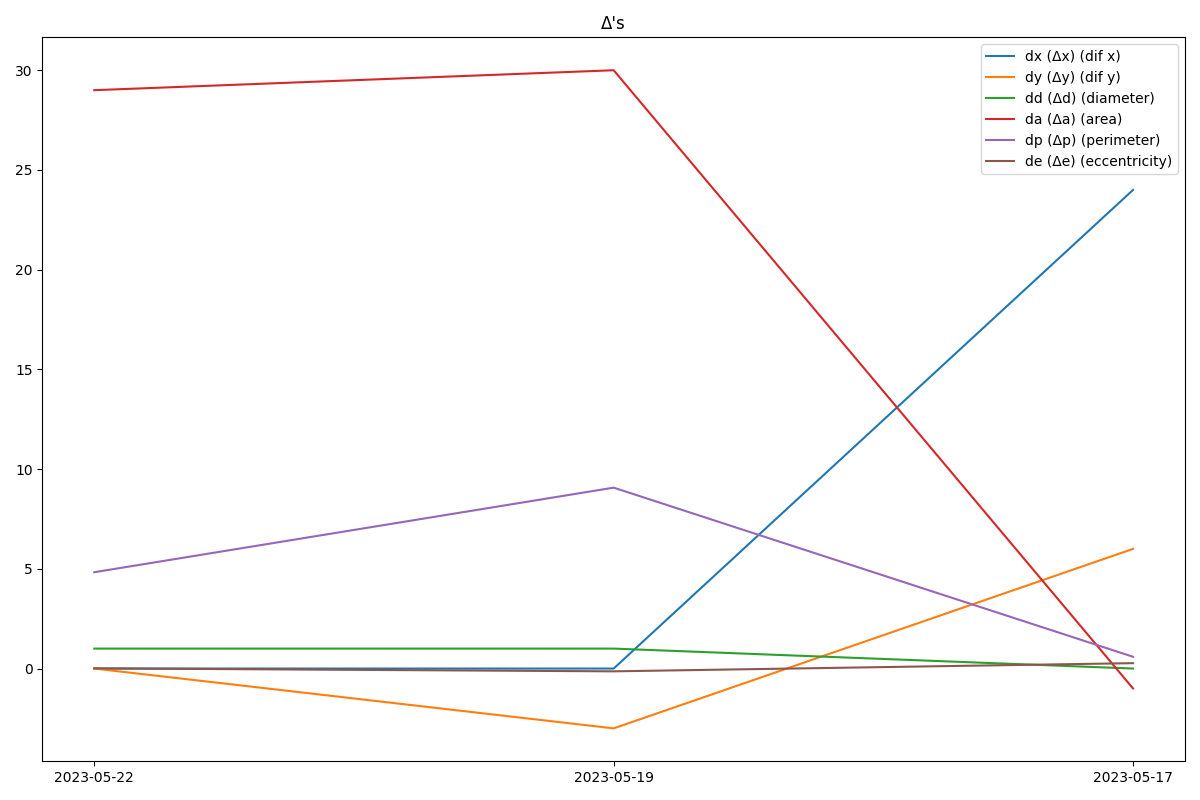 Δ's
dx (Δx) (dif x)
dy (Δy) (dif y)
dd (Δd) (diameter)
da (Δa) (area)
dp (Δp) (perimeter)
de (Δe) (eccentricity)
30
25
20
15
10
5
0
2023-05-22 2023-05-19 2023-05-17